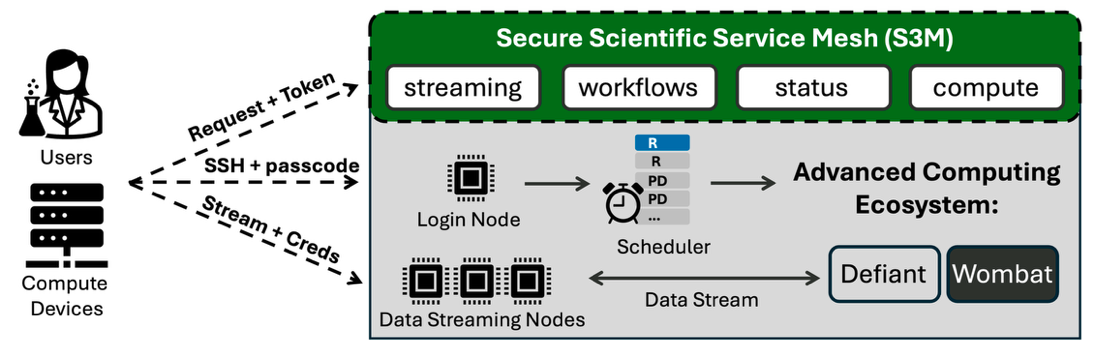 Secure Scientific Service Mesh (S3M)
streaming
workflows
status
compute
Users
Compute
Devices
Request + Token
SSH + passcode
Stream + Creds
Login Node
R
R
PD
PD
...
Scheduler
Advanced Computing
Ecosystem:
Data Streaming Nodes
Data Stream
Defiant
Wombat